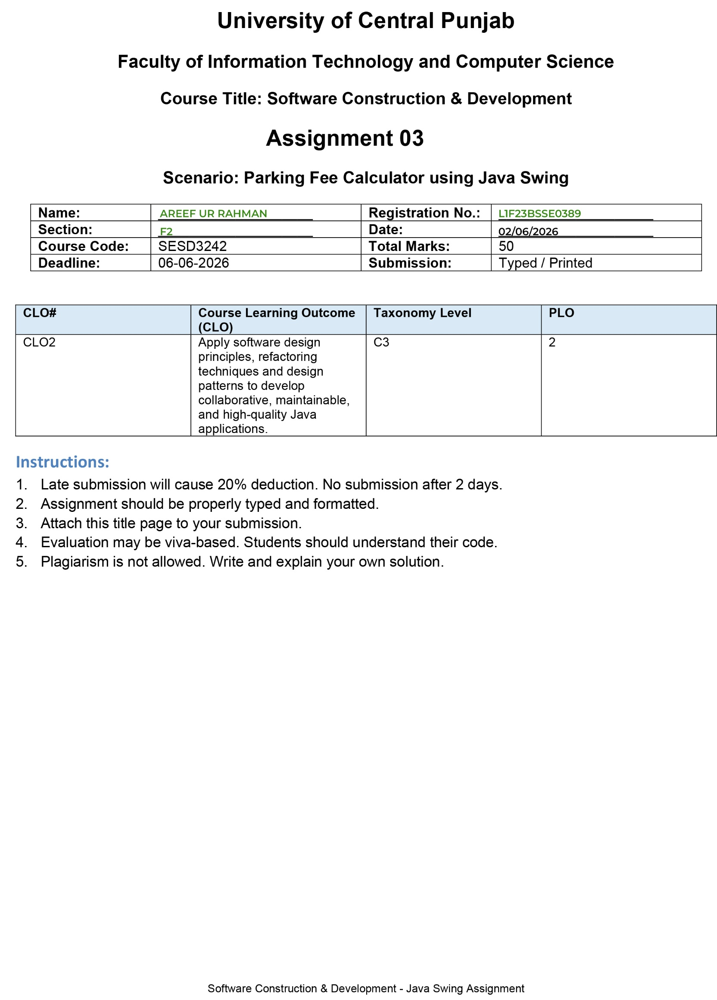 University of Central Punjab
Faculty of Information Technology and Computer Science
Course Title: Software Construction & Development
Assignment 03
Scenario: Parking Fee Calculator using Java Swing
Name: AREEF UR RAHMAN Registration No.: L1F23BSSE0389
Section: F2 Date: 02/06/2026
Course Code: SESD3242 Total Marks: 50
Deadline: 06-06-2026 Submission: Typed / Printed
CLO# Course Learning Outcome (CLO) Taxonomy Level PLO
CLO2 Apply software design C3 2
principles, refactoring
techniques and design
patterns to develop
collaborative, maintainable,
and high-quality Java
applications.
Instructions:
1. Late submission will cause 20% deduction. No submission after 2 days.
2. Assignment should be properly typed and formatted.
3. Attach this title page to your submission.
4. Evaluation may be viva-based. Students should understand their code.
5. Plagiarism is not allowed. Write and explain your own solution.
Software Construction & Development - Java Swing Assignment